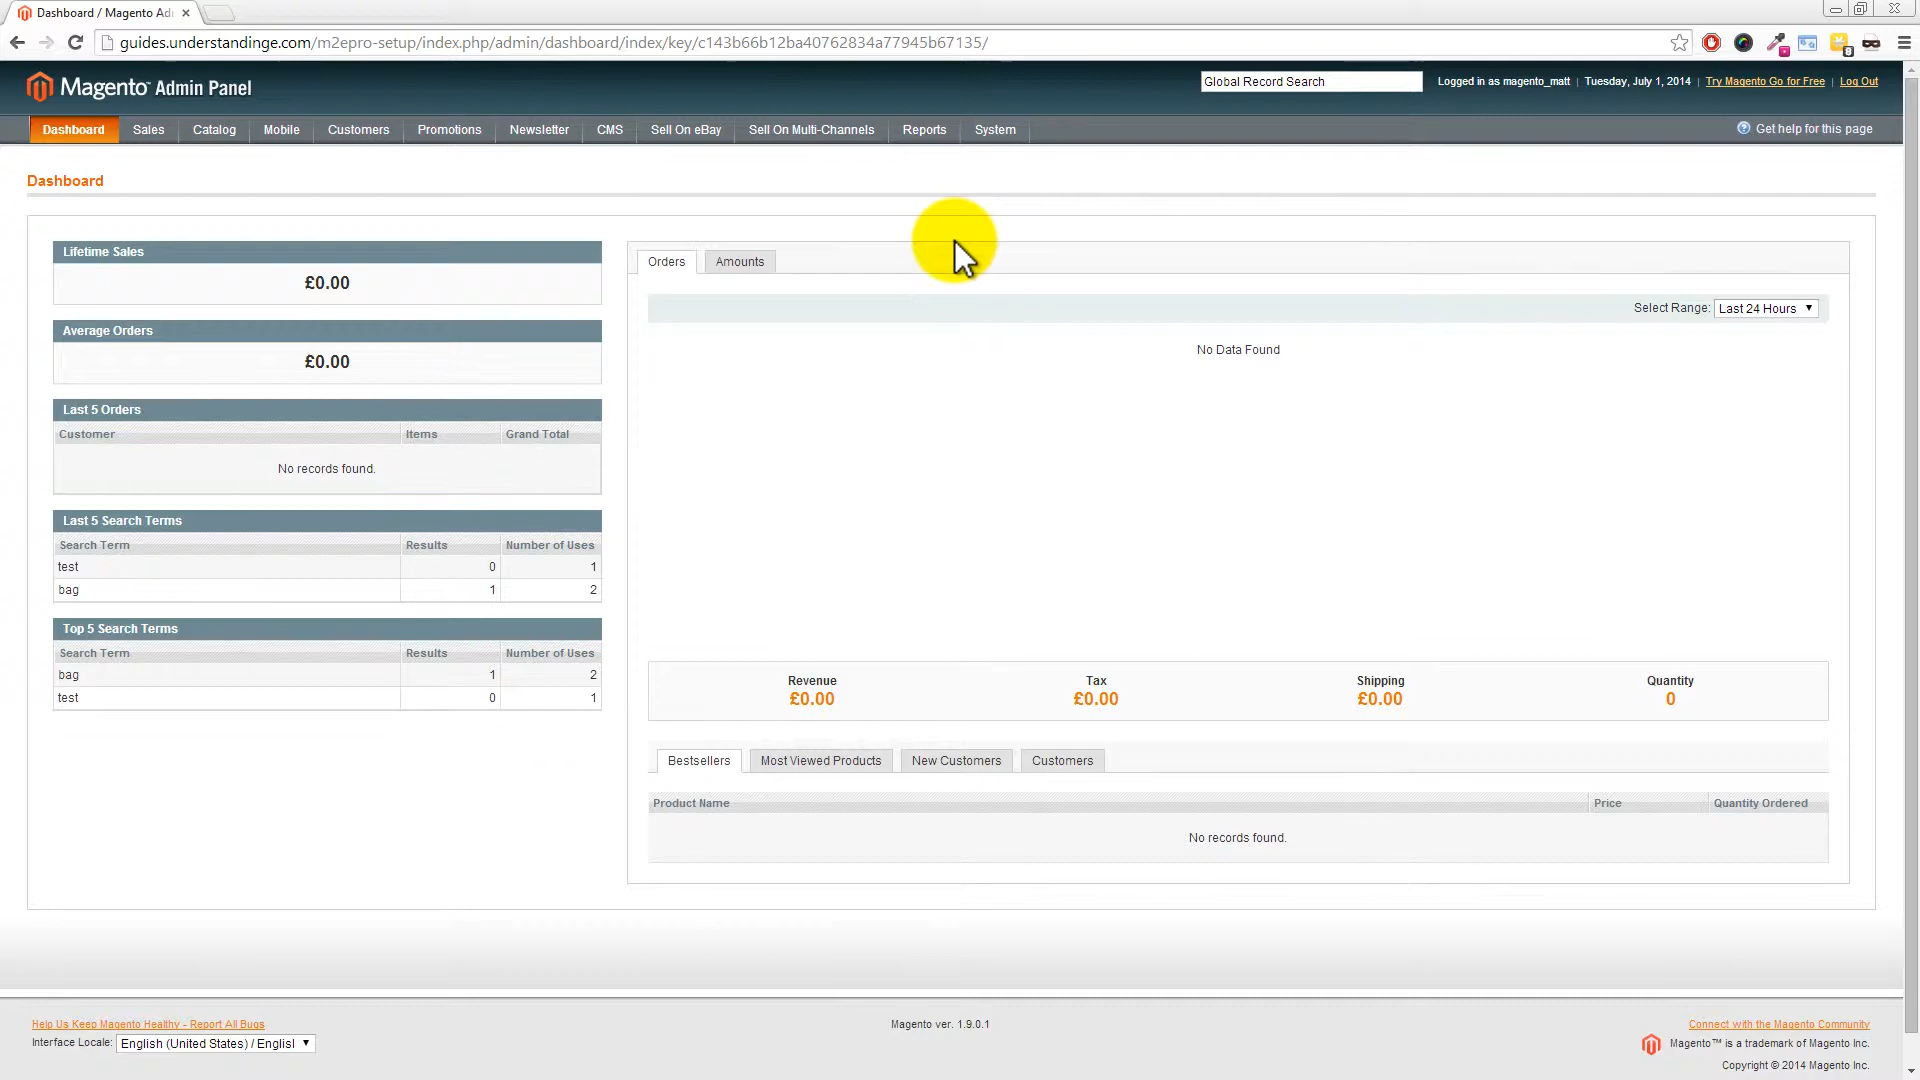 Dashboard / Magento Ad
guides.understandinge.com/m2epro-setup/index.php/admin/dashboard/index/key/c143b66b12ba40762834a77945b67135/
8
Magento™ Admin Panel
Global Record Search
Logged in as magento_matt | Tuesday, July 1, 2014 | Try Magento Go for Free | Log Out
Dashboard Sales Catalog Mobile Customers Promotions Newsletter CMS Sell On eBay Sell On Multi-Channels Reports System
Get help for this page
Dashboard
Lifetime Sales
£0.00
Average Orders
£0.00
Last 5 Orders
Customer Items Grand Total
No records found.
Last 5 Search Terms
Search Term Results Number of Uses
test 0 1
bag 1 2
Top 5 Search Terms
Search Term Results Number of Uses
bag 1 2
test 0 1
Orders Amounts
Select Range: Last 24 Hours
No Data Found
Revenue Tax Shipping Quantity
£0.00 £0.00 £0.00 0
Bestsellers Most Viewed Products New Customers Customers
Product Name Price Quantity Ordered
No records found.
Help Us Keep Magento Healthy - Report All Bugs
Interface Locale: English (United States) / Englisl
Magento ver. 1.9.0.1
Connect with the Magento Community
Magento™ is a trademark of Magento Inc.
Copyright © 2014 Magento Inc.